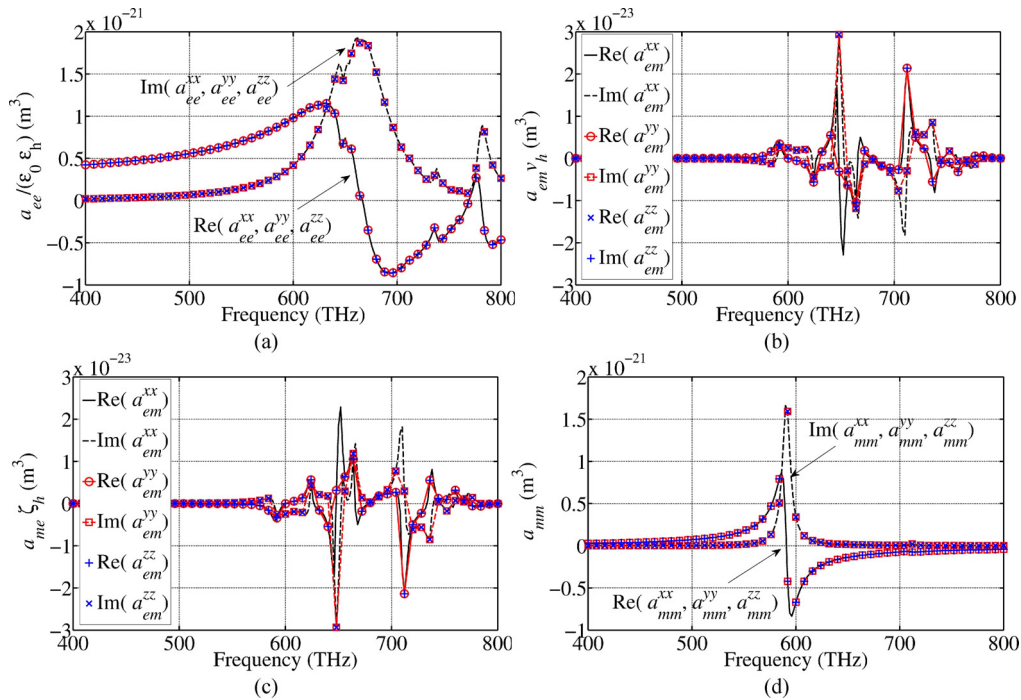 x 10⁻²¹
2
1.5
1
0.5
0
−0.5
−1
400 500 600 700 800
a_ee/(ε_0 ε_h) (m³)
Im( a_ee^xx, a_ee^yy, a_ee^zz)
Re( a_ee^xx, a_ee^yy, a_ee^zz)
Frequency (THz)
(a)
x 10⁻²³
3
2
1
0
−1
−2
−3
400 500 600 700 800
a_em ν_h (m³)
Re( a_em^xx)
Im( a_em^xx)
Re( a_em^yy)
Im( a_em^yy)
Re( a_em^zz)
Im( a_em^zz)
Frequency (THz)
(b)
x 10⁻²³
3
2
1
0
−1
−2
−3
400 500 600 700 800
a_me ζ_h (m³)
Re( a_em^xx)
Im( a_em^xx)
Re( a_em^yy)
Im( a_em^yy)
Re( a_em^zz)
Im( a_em^zz)
Frequency (THz)
(c)
x 10⁻²¹
2
1.5
1
0.5
0
−0.5
−1
400 500 600 700 800
a_mm (m³)
Im( a_mm^xx, a_mm^yy, a_mm^zz)
Re( a_mm^xx, a_mm^yy, a_mm^zz)
Frequency (THz)
(d)